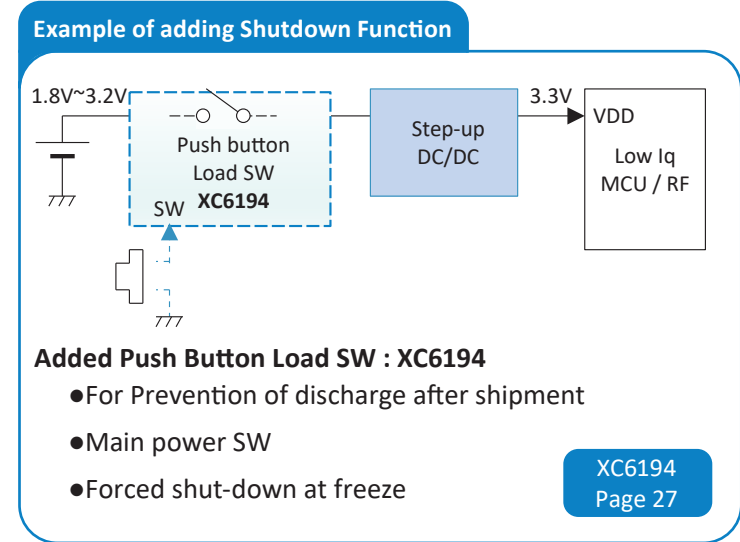 Example of adding Shutdown Function
1.8V~3.2V
3.3V
Push button
Load SW
XC6194
SW
Step-up
DC/DC
VDD
Low Iq
MCU / RF
Added Push Button Load SW : XC6194
●For Prevention of discharge after shipment
●Main power SW
●Forced shut-down at freeze
XC6194
Page 27